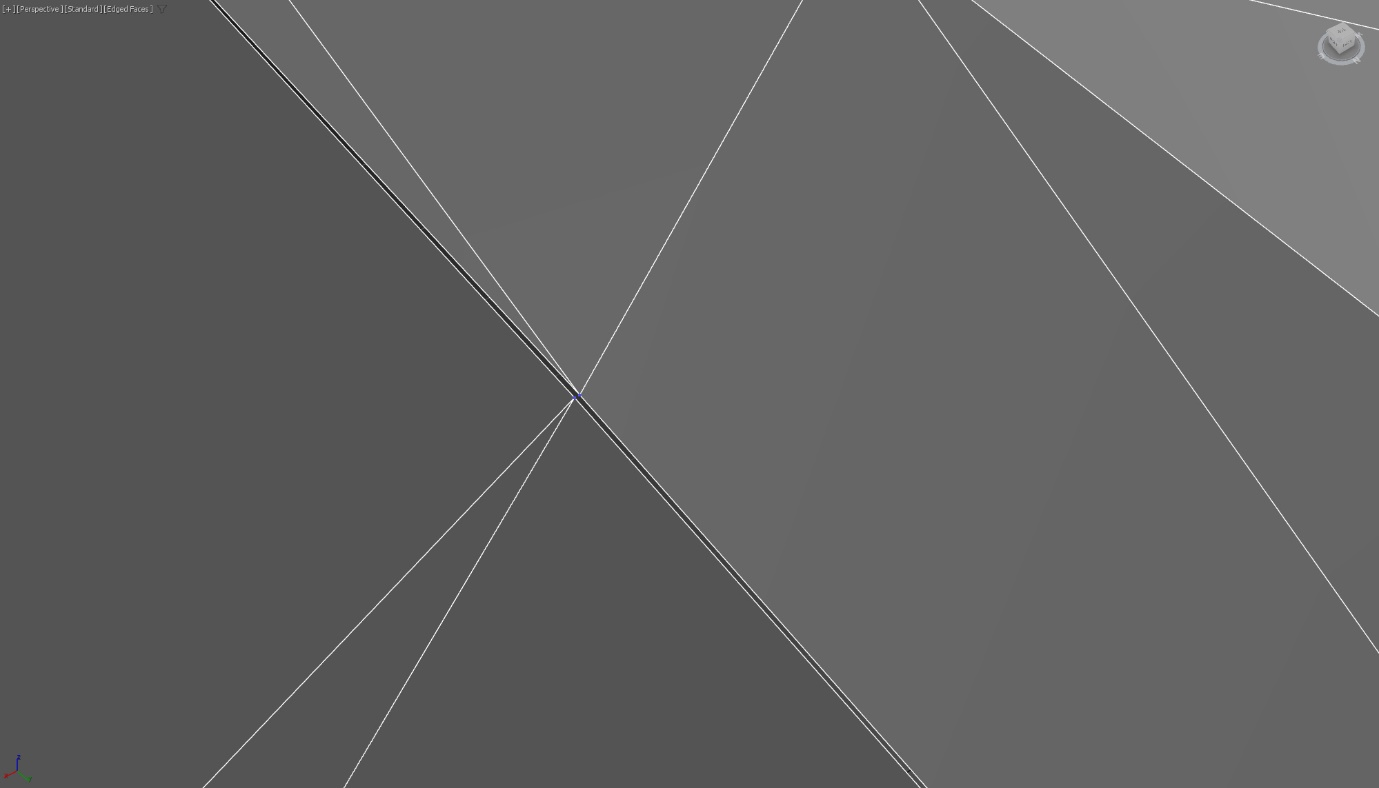 [+] [Perspective] [Standard] [Edged Faces]
z